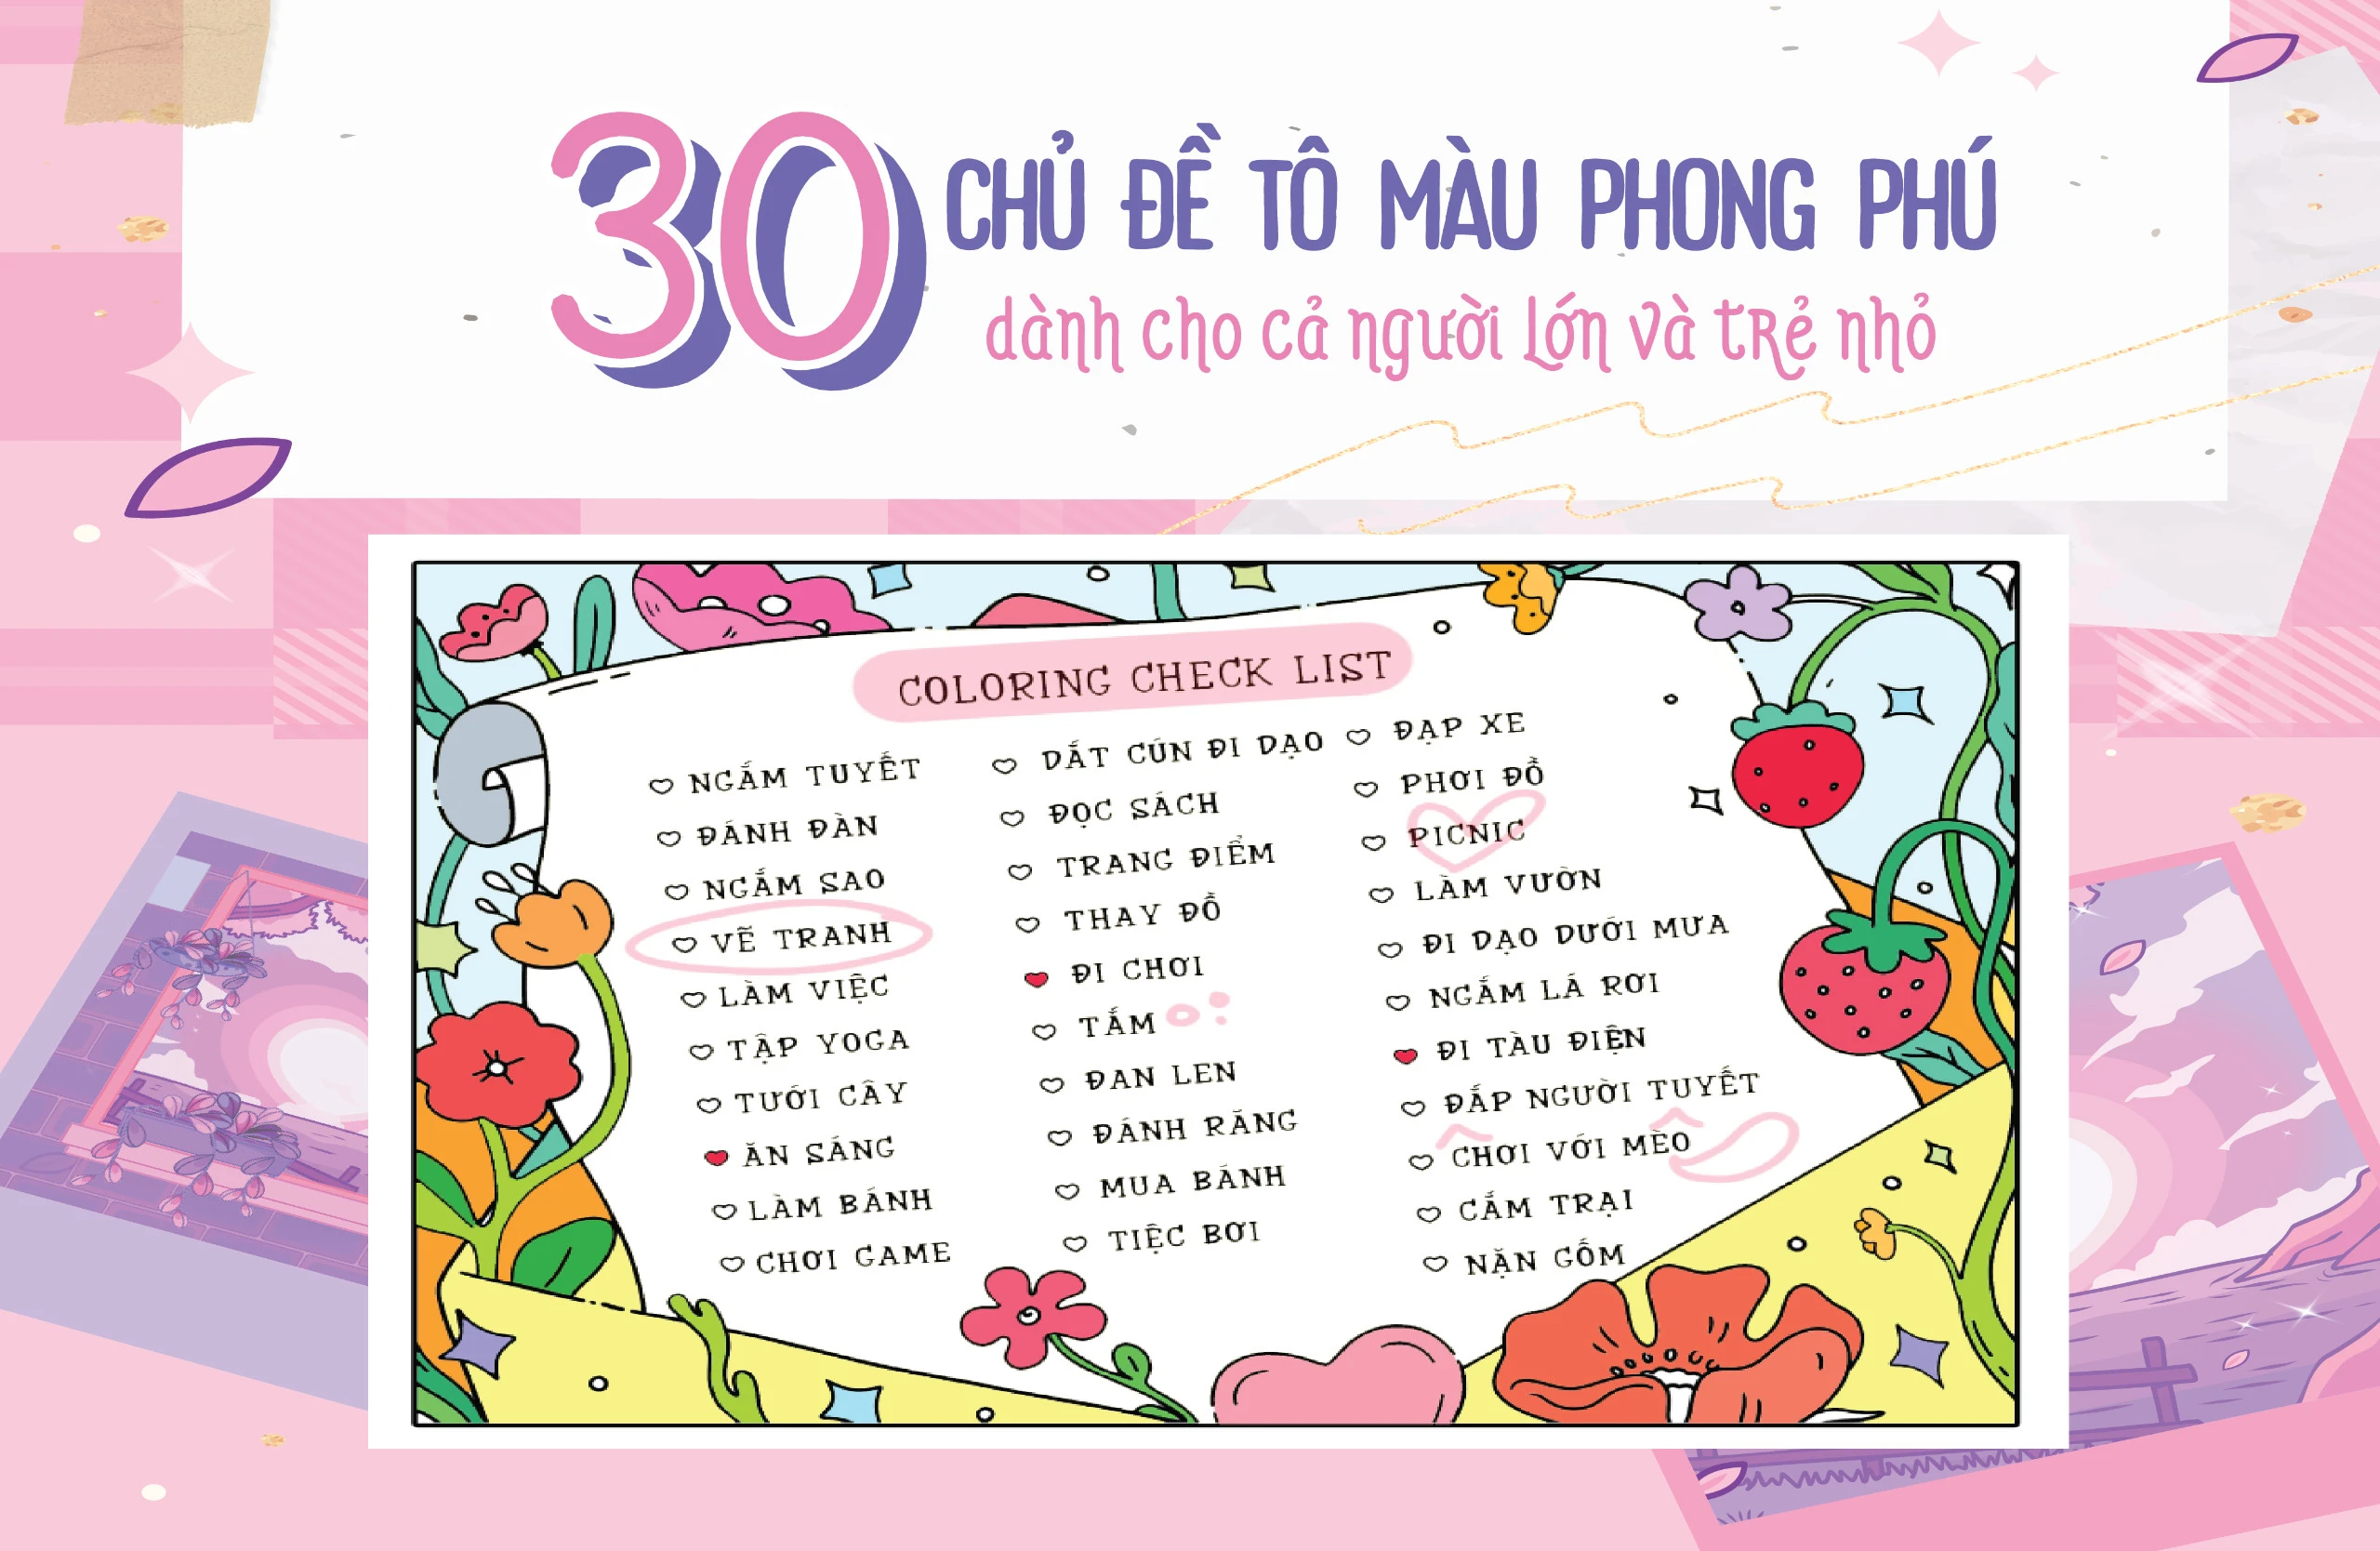 30 CHỦ ĐỀ TÔ MÀU PHONG PHÚ
dành cho cả người lớn và trẻ nhỏ
COLORING CHECK LIST
NGẮM TUYẾT
ĐÁNH ĐÀN
NGẮM SAO
VẼ TRANH
LÀM VIỆC
TẬP YOGA
TƯỚI CÂY
ĂN SÁNG
LÀM BÁNH
CHƠI GAME
DẮT CÚN ĐI DẠO
ĐỌC SÁCH
TRANG ĐIỂM
THAY ĐỒ
ĐI CHƠI
TẮM
ĐAN LEN
ĐÁNH RĂNG
MUA BÁNH
TIỆC BƠI
ĐẠP XE
PHƠI ĐỒ
PICNIC
LÀM VƯỜN
ĐI DẠO DƯỚI MƯA
NGẮM LÁ RƠI
ĐI TÀU ĐIỆN
ĐẮP NGƯỜI TUYẾT
CHƠI VỚI MÈO
CẮM TRẠI
NẶN GỐM